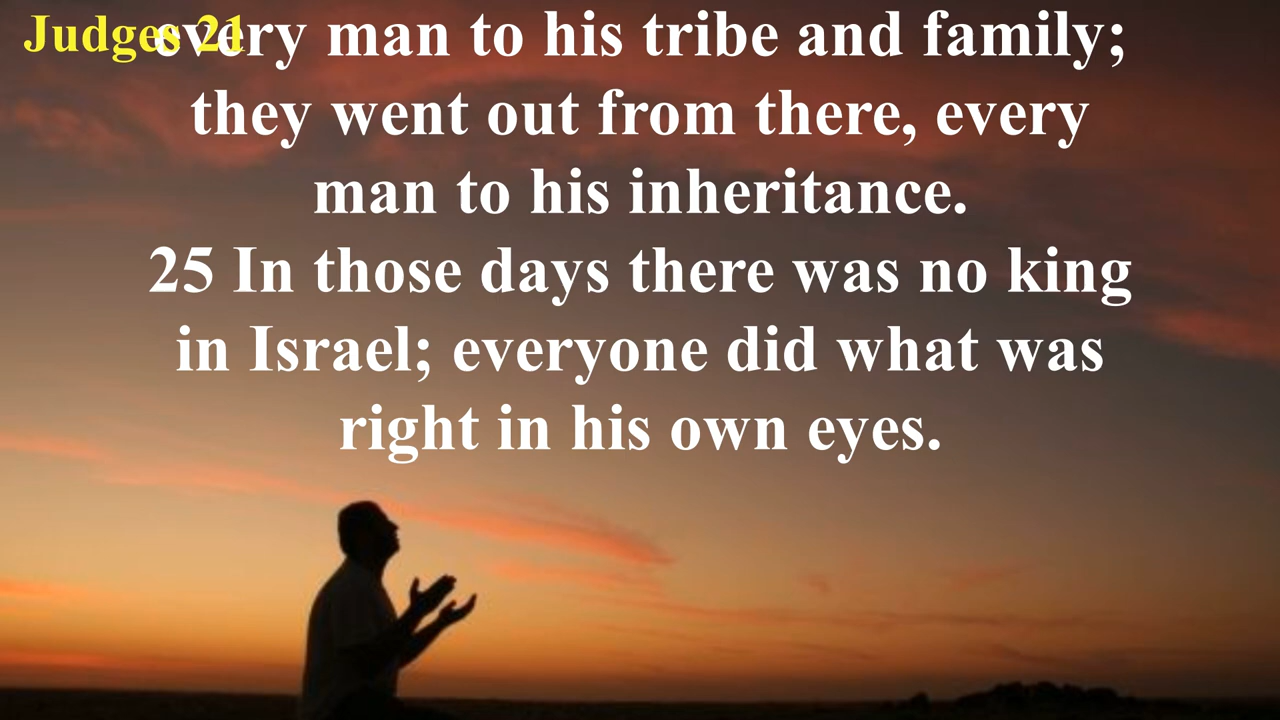 Judges 21
every man to his tribe and family;
they went out from there, every
man to his inheritance.
25 In those days there was no king
in Israel; everyone did what was
right in his own eyes.